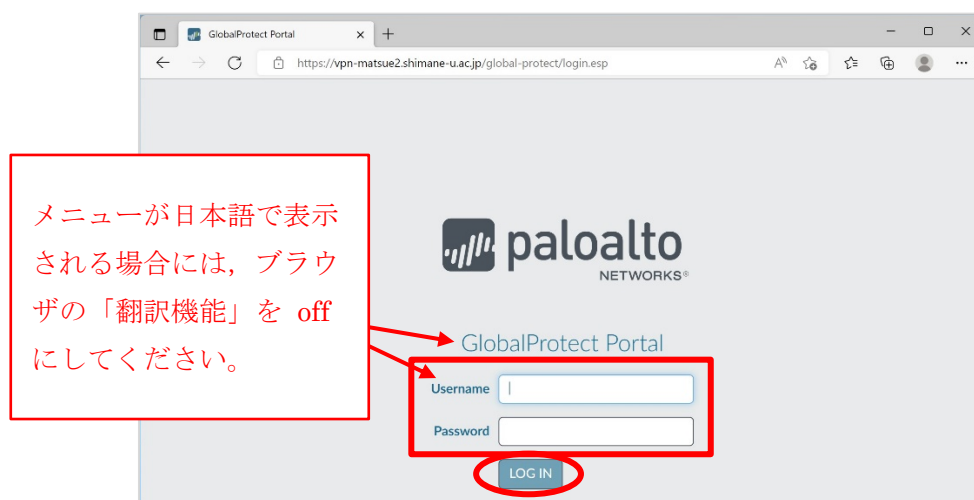 GlobalProtect Portal
https://vpn-matsue2.shimane-u.ac.jp/global-protect/login.esp
メニューが日本語で表示
される場合には，ブラウ
ザの「翻訳機能」を off
にしてください。
paloalto
NETWORKS®
GlobalProtect Portal
Username
Password
LOG IN